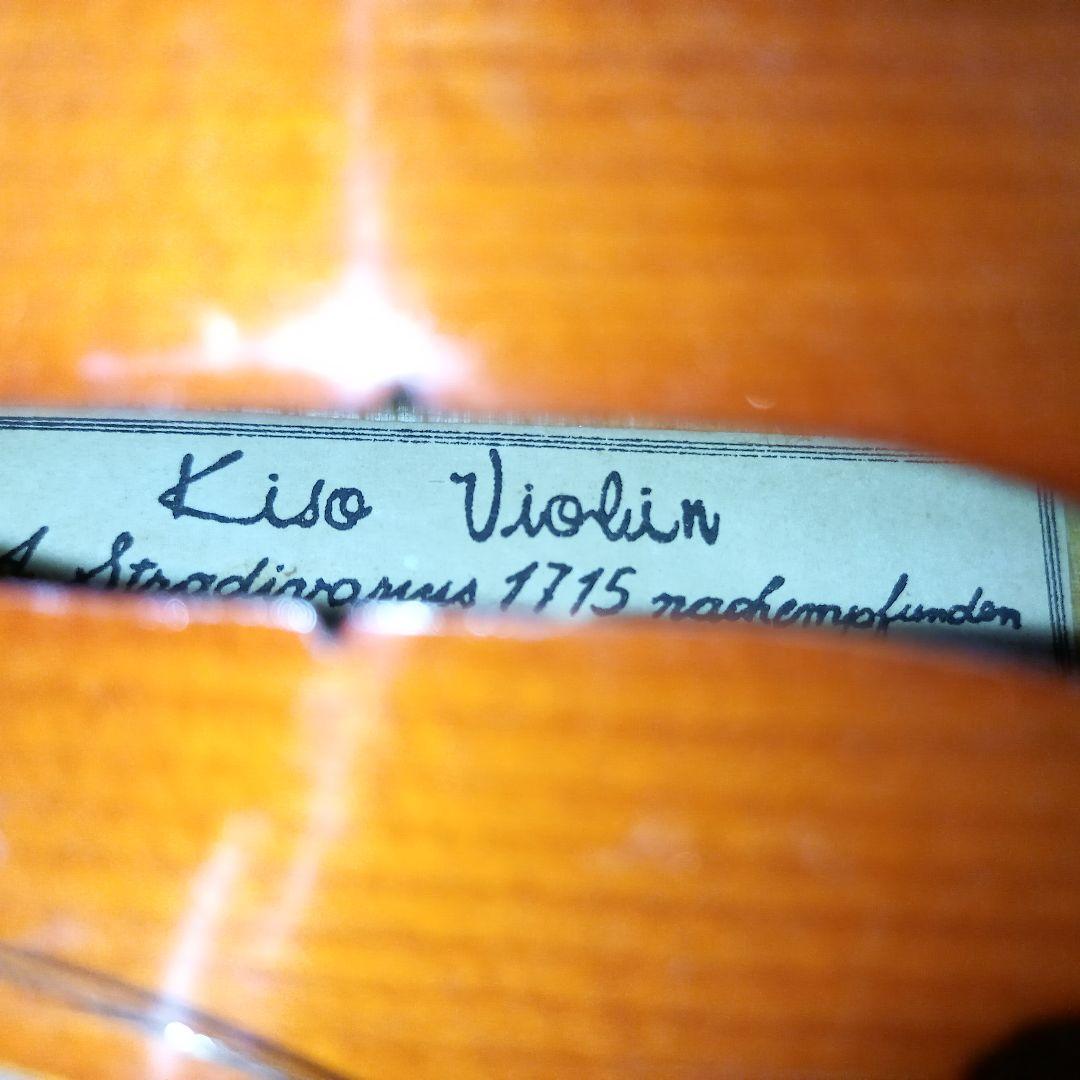 Kiso Violin
A. Stradivarius 1715 nachempfunden